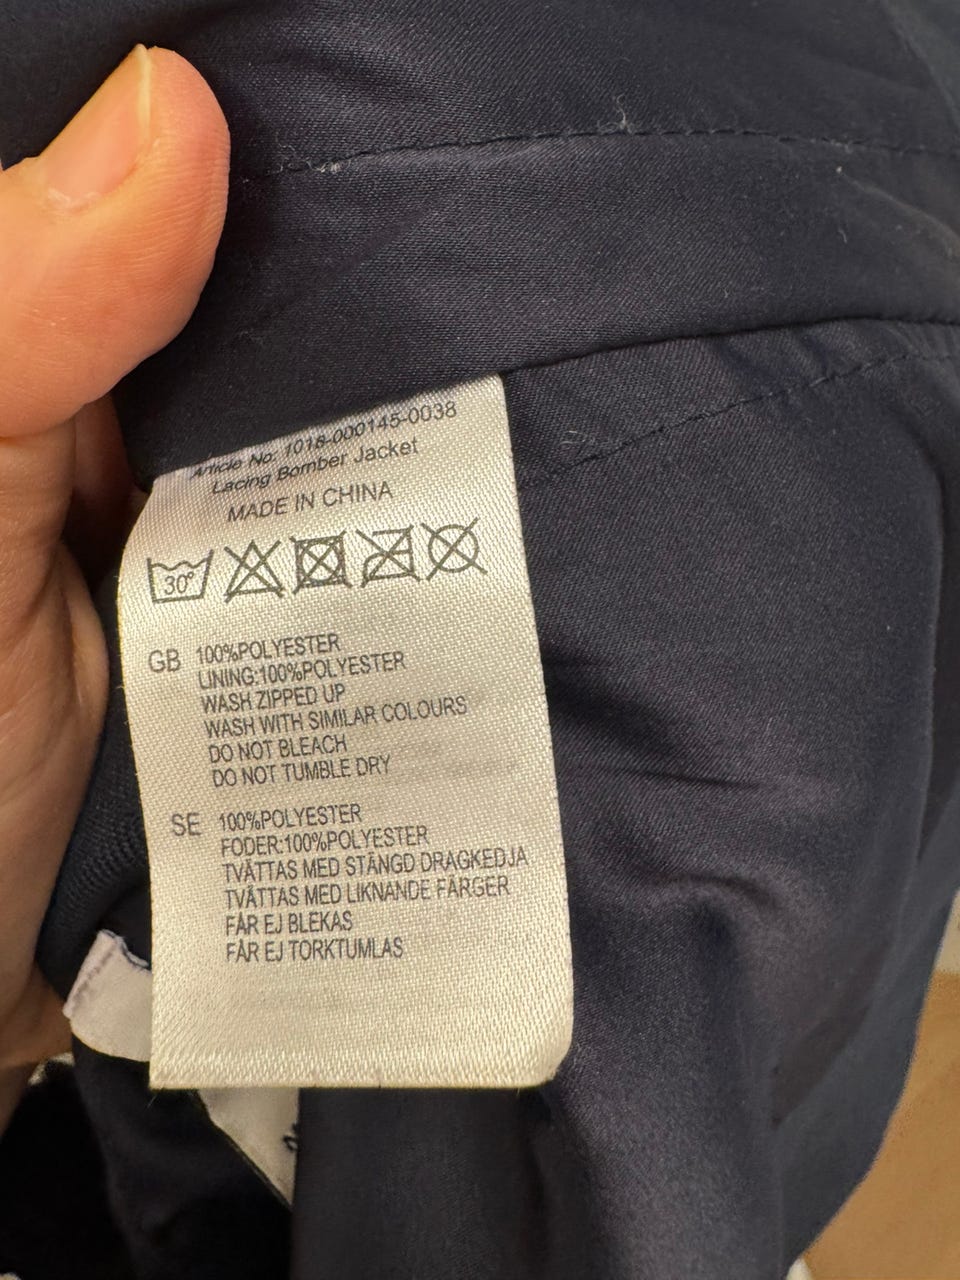 Article No: 1018-000145-0038
Lacing Bomber Jacket
MADE IN CHINA
30°
GB 100%POLYESTER
LINING:100%POLYESTER
WASH ZIPPED UP
WASH WITH SIMILAR COLOURS
DO NOT BLEACH
DO NOT TUMBLE DRY
SE 100%POLYESTER
FODER:100%POLYESTER
TVÄTTAS MED STÄNGD DRAGKEDJA
TVÄTTAS MED LIKNANDE FÄRGER
FÅR EJ BLEKAS
FÅR EJ TORKTUMLAS